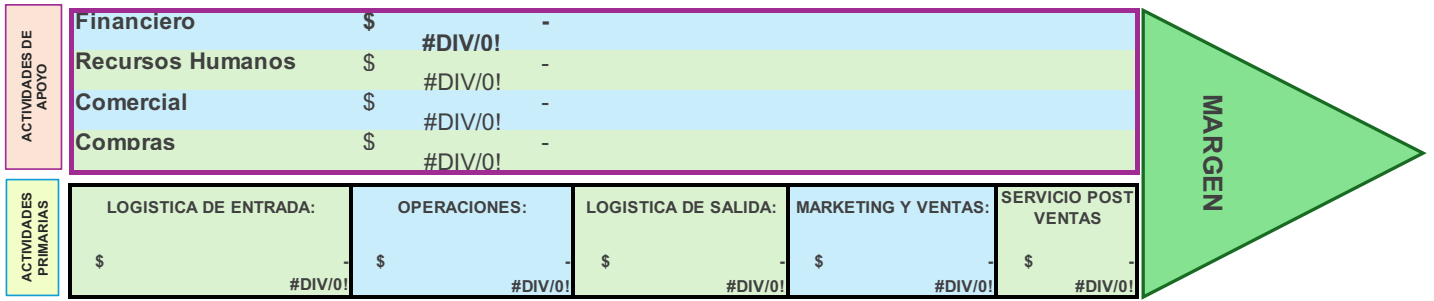 ACTIVIDADES DE
APOYO
Financiero $ -
#DIV/0!
Recursos Humanos $ -
#DIV/0!
Comercial $ -
#DIV/0!
Compras $ -
#DIV/0!
MARGEN
ACTIVIDADES
PRIMARIAS
LOGISTICA DE ENTRADA:
$ -
#DIV/0!
OPERACIONES:
$ -
#DIV/0!
LOGISTICA DE SALIDA:
$ -
#DIV/0!
MARKETING Y VENTAS:
$ -
#DIV/0!
SERVICIO POST
VENTAS
$ -
#DIV/0!